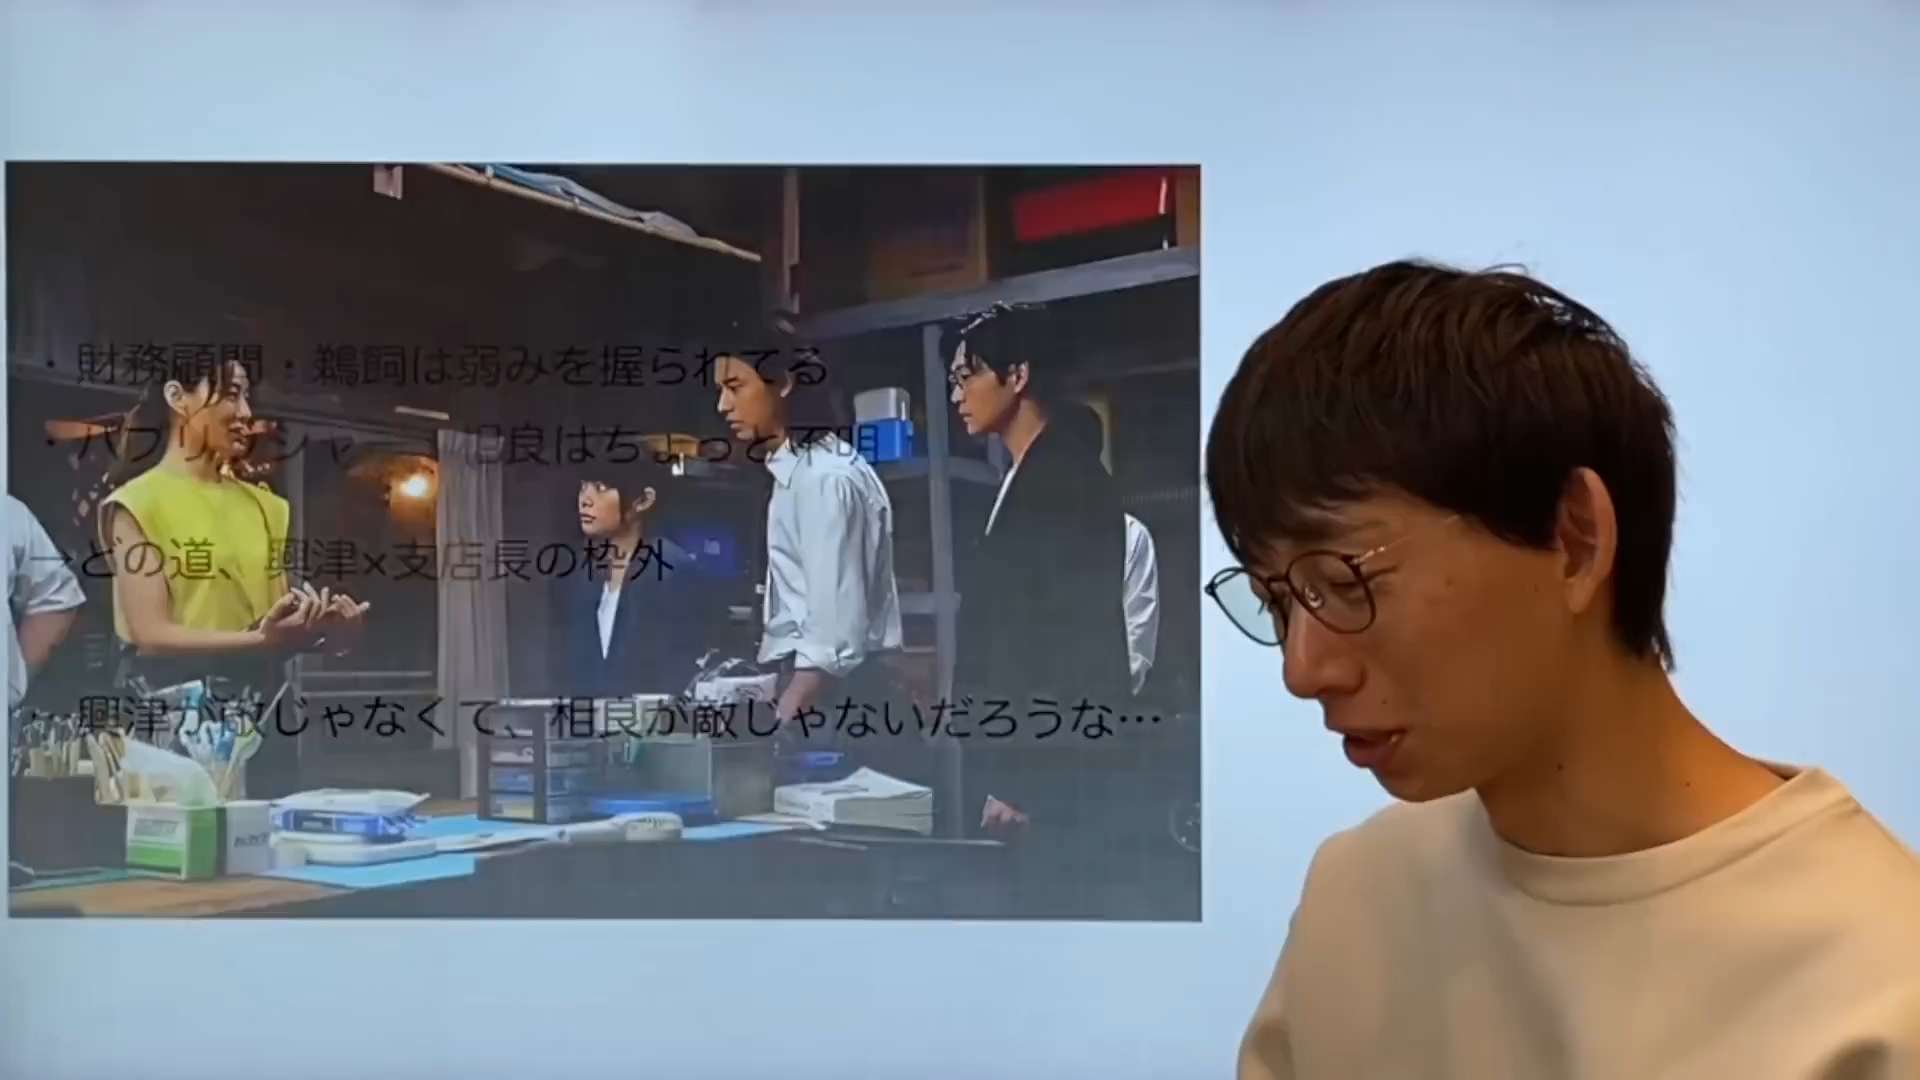 ・財務顧問・鵜飼は弱みを握られてる
・パブリッシャー・相良はちょっと不明
→どの道、興津×支店長の枠外
…興津が敵じゃなくて、相良が敵じゃないだろうな…